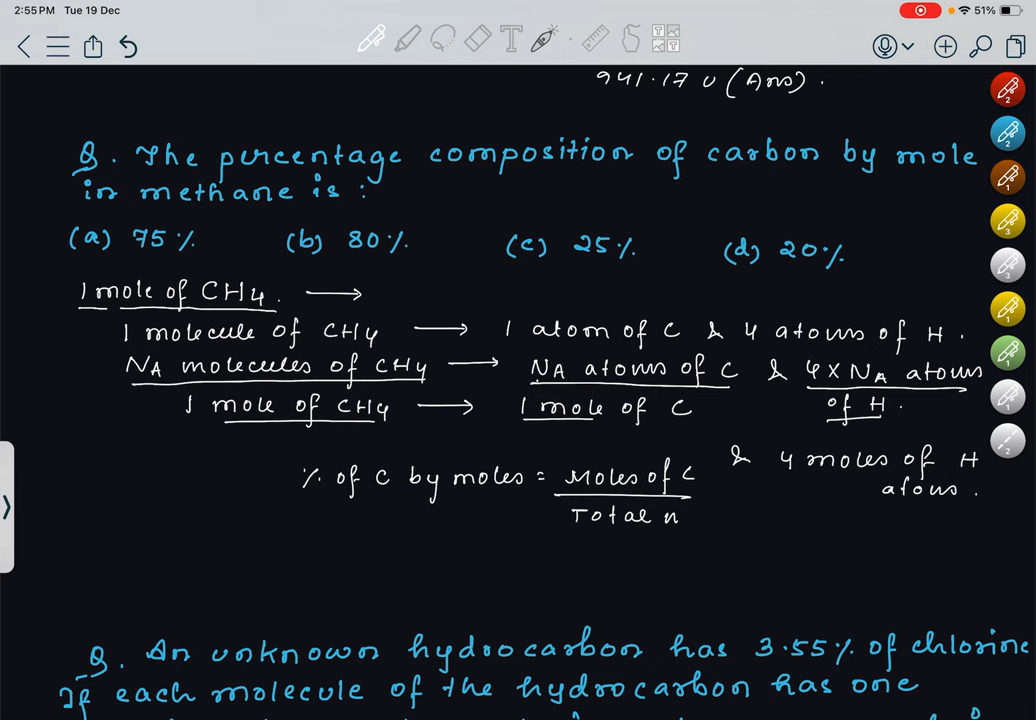 2:55 PM Tue 19 Dec 51%
941.17 u (Ans).
Q. The percentage composition of carbon by mole
in methane is :
(a) 75% (b) 80% (c) 25% (d) 20%
1 mole of CH4. →
1 molecule of CH4 → 1 atom of C & 4 atoms of H.
NA molecules of CH4 → NA atoms of C & 4×NA atoms
of H.
1 mole of CH4 → 1 mole of C
& 4 moles of H
atoms.
% of C by moles = Moles of C
Total n
Q. An unknown hydrocarbon has 3.55% of chlorine
If each molecule of the hydrocarbon has one